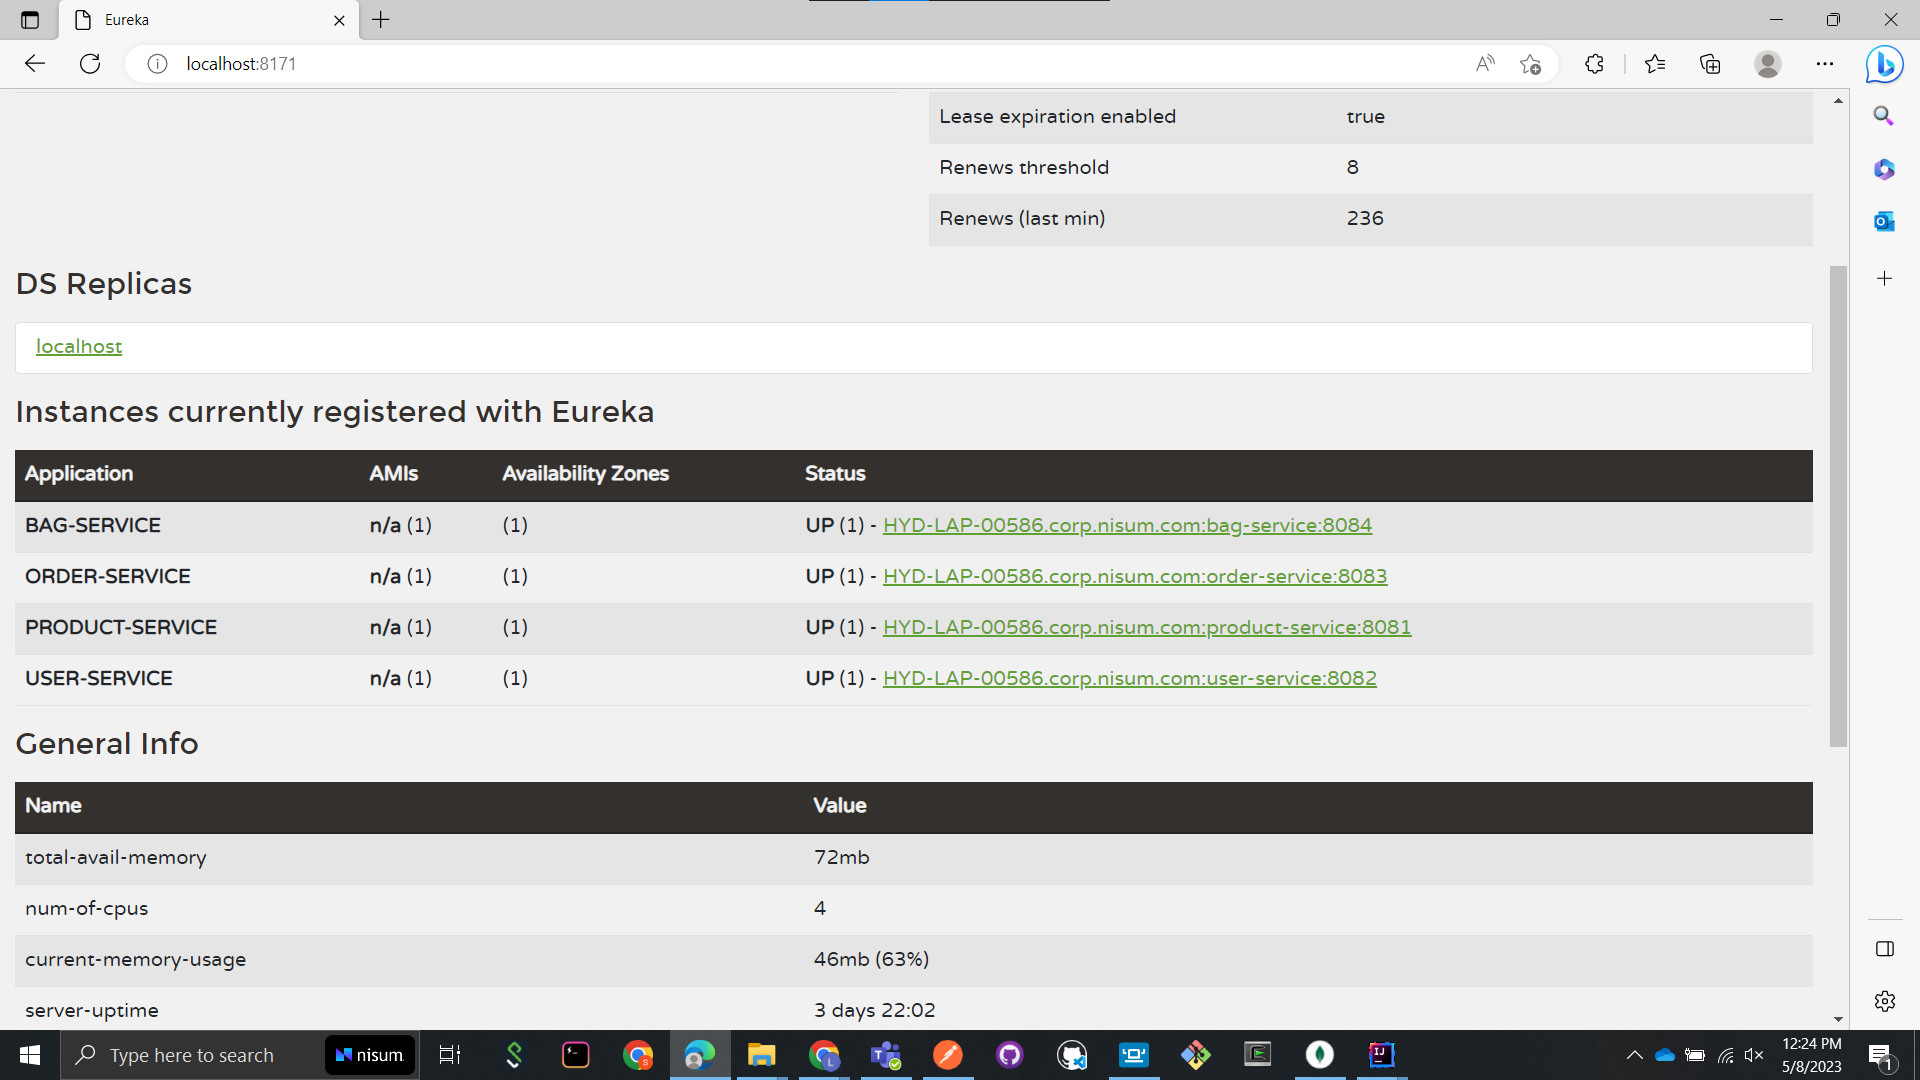 Eureka
localhost:8171
Lease expiration enabled true
Renews threshold 8
Renews (last min) 236
DS Replicas
localhost
Instances currently registered with Eureka
Application AMIs Availability Zones Status
BAG-SERVICE n/a (1) (1) UP (1) - HYD-LAP-00586.corp.nisum.com:bag-service:8084
ORDER-SERVICE n/a (1) (1) UP (1) - HYD-LAP-00586.corp.nisum.com:order-service:8083
PRODUCT-SERVICE n/a (1) (1) UP (1) - HYD-LAP-00586.corp.nisum.com:product-service:8081
USER-SERVICE n/a (1) (1) UP (1) - HYD-LAP-00586.corp.nisum.com:user-service:8082
General Info
Name Value
total-avail-memory 72mb
num-of-cpus 4
current-memory-usage 46mb (63%)
server-uptime 3 days 22:02
Type here to search nisum
12:24 PM
5/8/2023
1